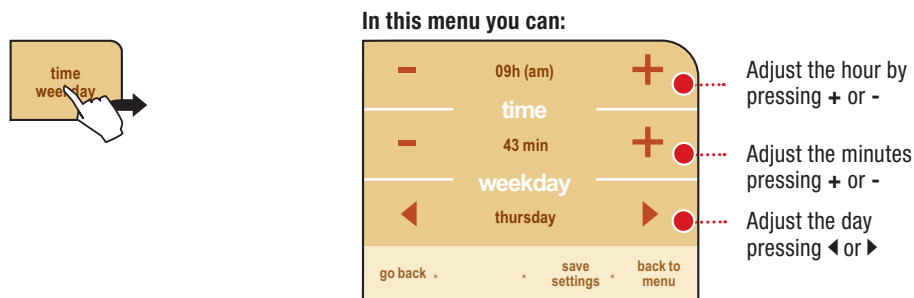 In this menu you can:
time
weekday
- 09h (am) +
time
- 43 min +
weekday
◀ thursday ▶
go back • • save settings • back to menu
Adjust the hour by
pressing + or -
Adjust the minutes
pressing + or -
Adjust the day
pressing ◀ or ▶